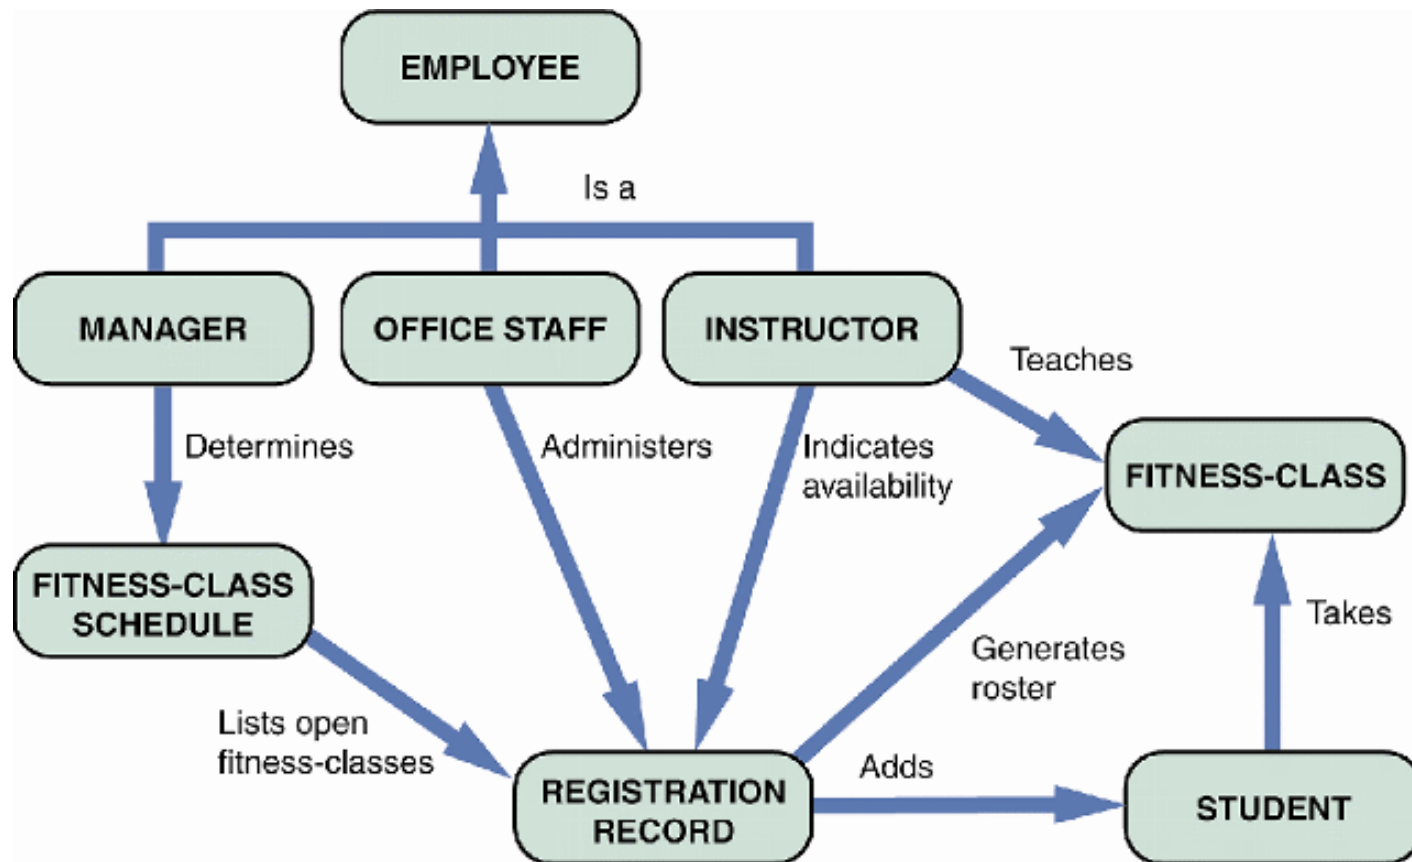 EMPLOYEE
Is a
MANAGER
OFFICE STAFF
INSTRUCTOR
Teaches
Determines
Administers
Indicates
availability
FITNESS-CLASS
FITNESS-CLASS
SCHEDULE
Takes
Generates
roster
Lists open
fitness-classes
Adds
REGISTRATION
RECORD
STUDENT